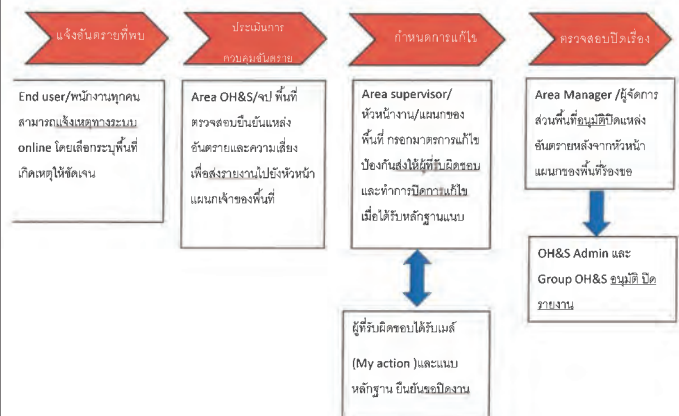 แจ้งอันตรายที่พบ
ประเมินการ
ควบคุมอันตราย
กำหนดการแก้ไข
ตรวจสอบปิดเรื่อง
End user/พนักงานทุกคน
สามารถแจ้งเหตุทางระบบ
online โดยเลือกระบุพื้นที่
เกิดเหตุให้ชัดเจน
Area OH&S/จป พื้นที่
ตรวจสอบยืนยันแหล่ง
อันตรายและความเสี่ยง
เพื่อส่งรายงานไปยังหัวหน้า
แผนกเจ้าของพื้นที่
Area supervisor/
หัวหน้างาน/แผนกของ
พื้นที่ กรอกมาตรการแก้ไข
ป้องกันส่งให้ผู้ที่รับผิดชอบ
และทำการปิดการแก้ไข
เมื่อได้รับหลักฐานแนบ
Area Manager /ผู้จัดการ
ส่วนพื้นที่อนุมัติปิดแหล่ง
อันตรายหลังจากหัวหน้า
แผนกของพื้นที่ร้องขอ
OH&S Admin และ
Group OH&S อนุมัติ ปิด
รายงาน
ผู้ที่รับผิดชอบได้รับเมล์
(My action )และแนบ
หลักฐาน ยืนยันขอปิดงาน